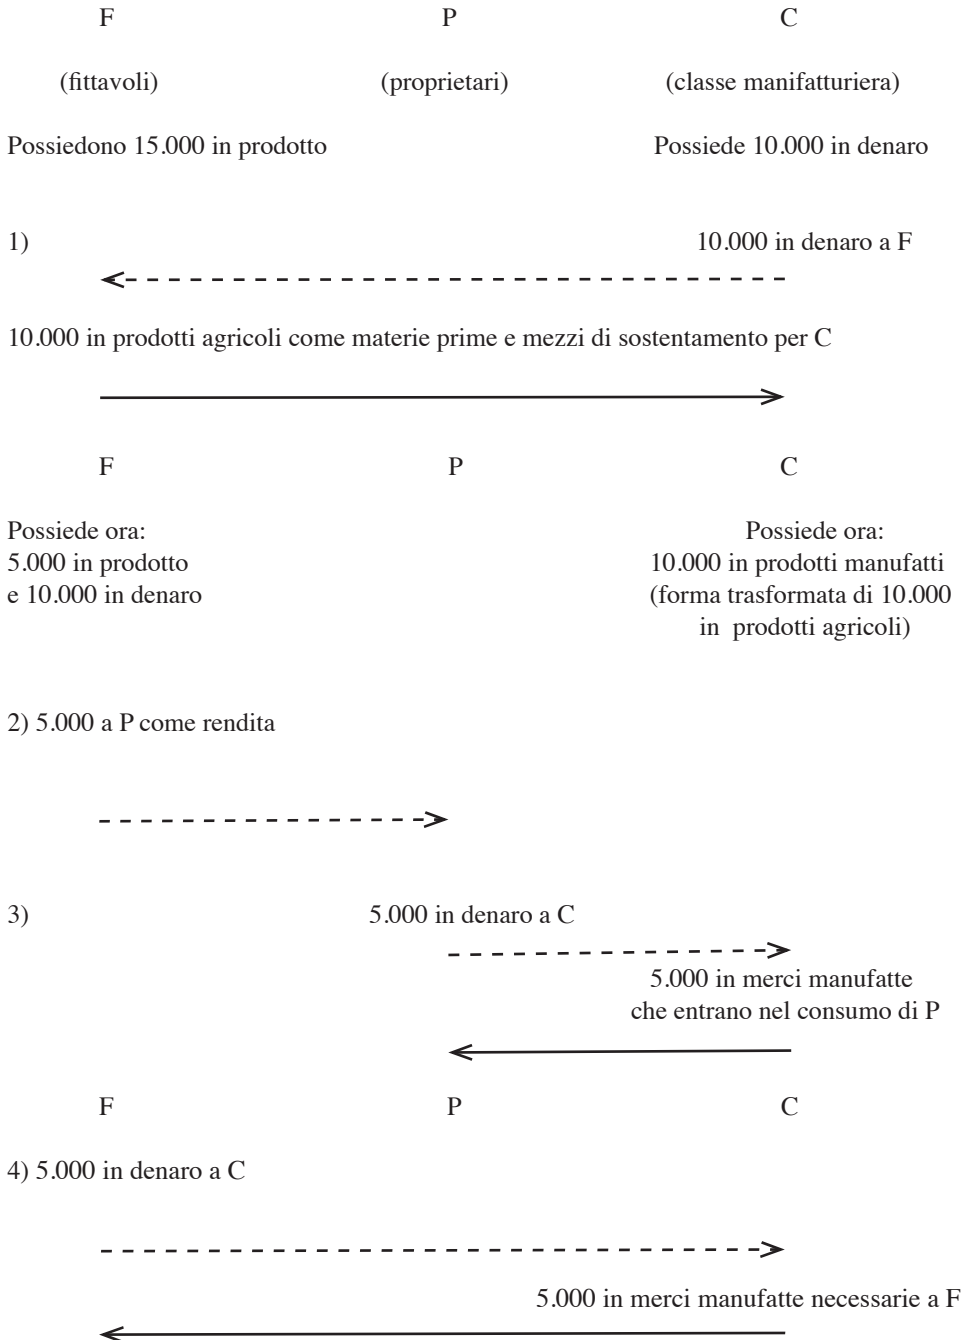 F P C
(fittavoli) (proprietari) (classe manifatturiera)
Possiedono 15.000 in prodotto Possiede 10.000 in denaro
1) 10.000 in denaro a F
10.000 in prodotti agricoli come materie prime e mezzi di sostentamento per C
F P C
Possiede ora: Possiede ora:
5.000 in prodotto 10.000 in prodotti manufatti
e 10.000 in denaro (forma trasformata di 10.000
in prodotti agricoli)
2) 5.000 a P come rendita
3) 5.000 in denaro a C
5.000 in merci manufatte
che entrano nel consumo di P
F P C
4) 5.000 in denaro a C
5.000 in merci manufatte necessarie a F